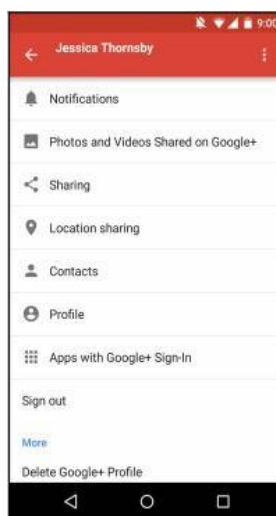 9:00
Jessica Thornsby
Notifications
Photos and Videos Shared on Google+
Sharing
Location sharing
Contacts
Profile
Apps with Google+ Sign-In
Sign out
More
Delete Google+ Profile